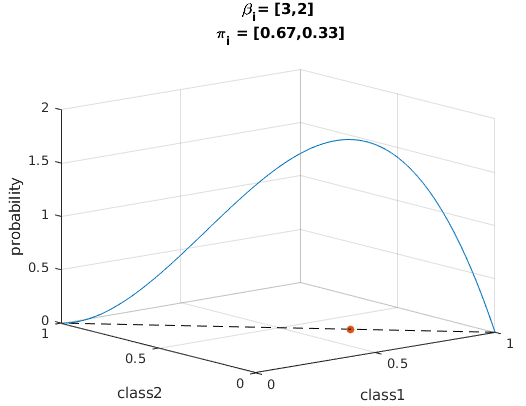 βi= [3,2]
πi = [0.67,0.33]
2
1.5
1
0.5
0
probability
1
0.5
0
class2
0
0.5
1
class1